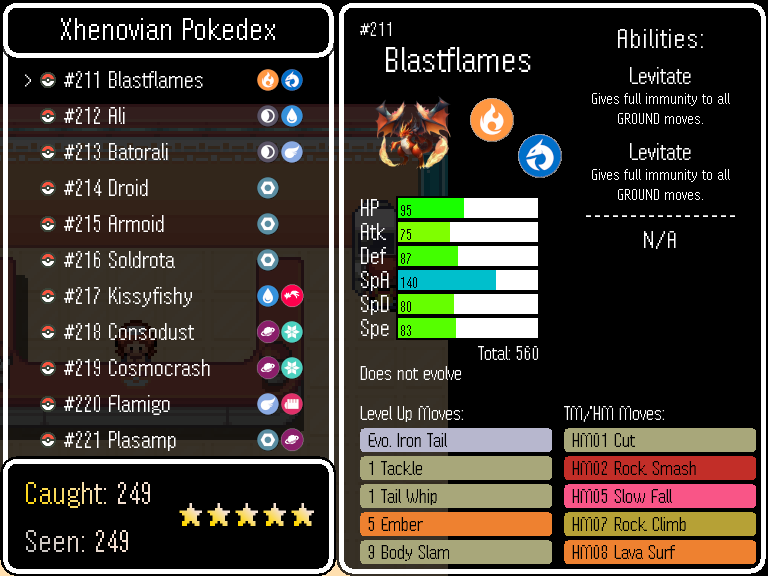 Xhenovian Pokedex
> #211 Blastflames
#212 Ali
#213 Batorali
#214 Droid
#215 Armoid
#216 Soldrota
#217 Kissyfishy
#218 Consodust
#219 Cosmocrash
#220 Flamigo
#221 Plasamp
Caught: 249
Seen: 249
#211
Blastflames
HP 95
Atk 75
Def 87
SpA 140
SpD 80
Spe 83
Total: 560
Does not evolve
Abilities:
Levitate
Gives full immunity to all
GROUND moves.
Levitate
Gives full immunity to all
GROUND moves.
N/A
Level Up Moves:
Evo. Iron Tail
1 Tackle
1 Tail Whip
5 Ember
9 Body Slam
TM/HM Moves:
HM01 Cut
HM02 Rock Smash
HM05 Slow Fall
HM07 Rock Climb
HM08 Lava Surf